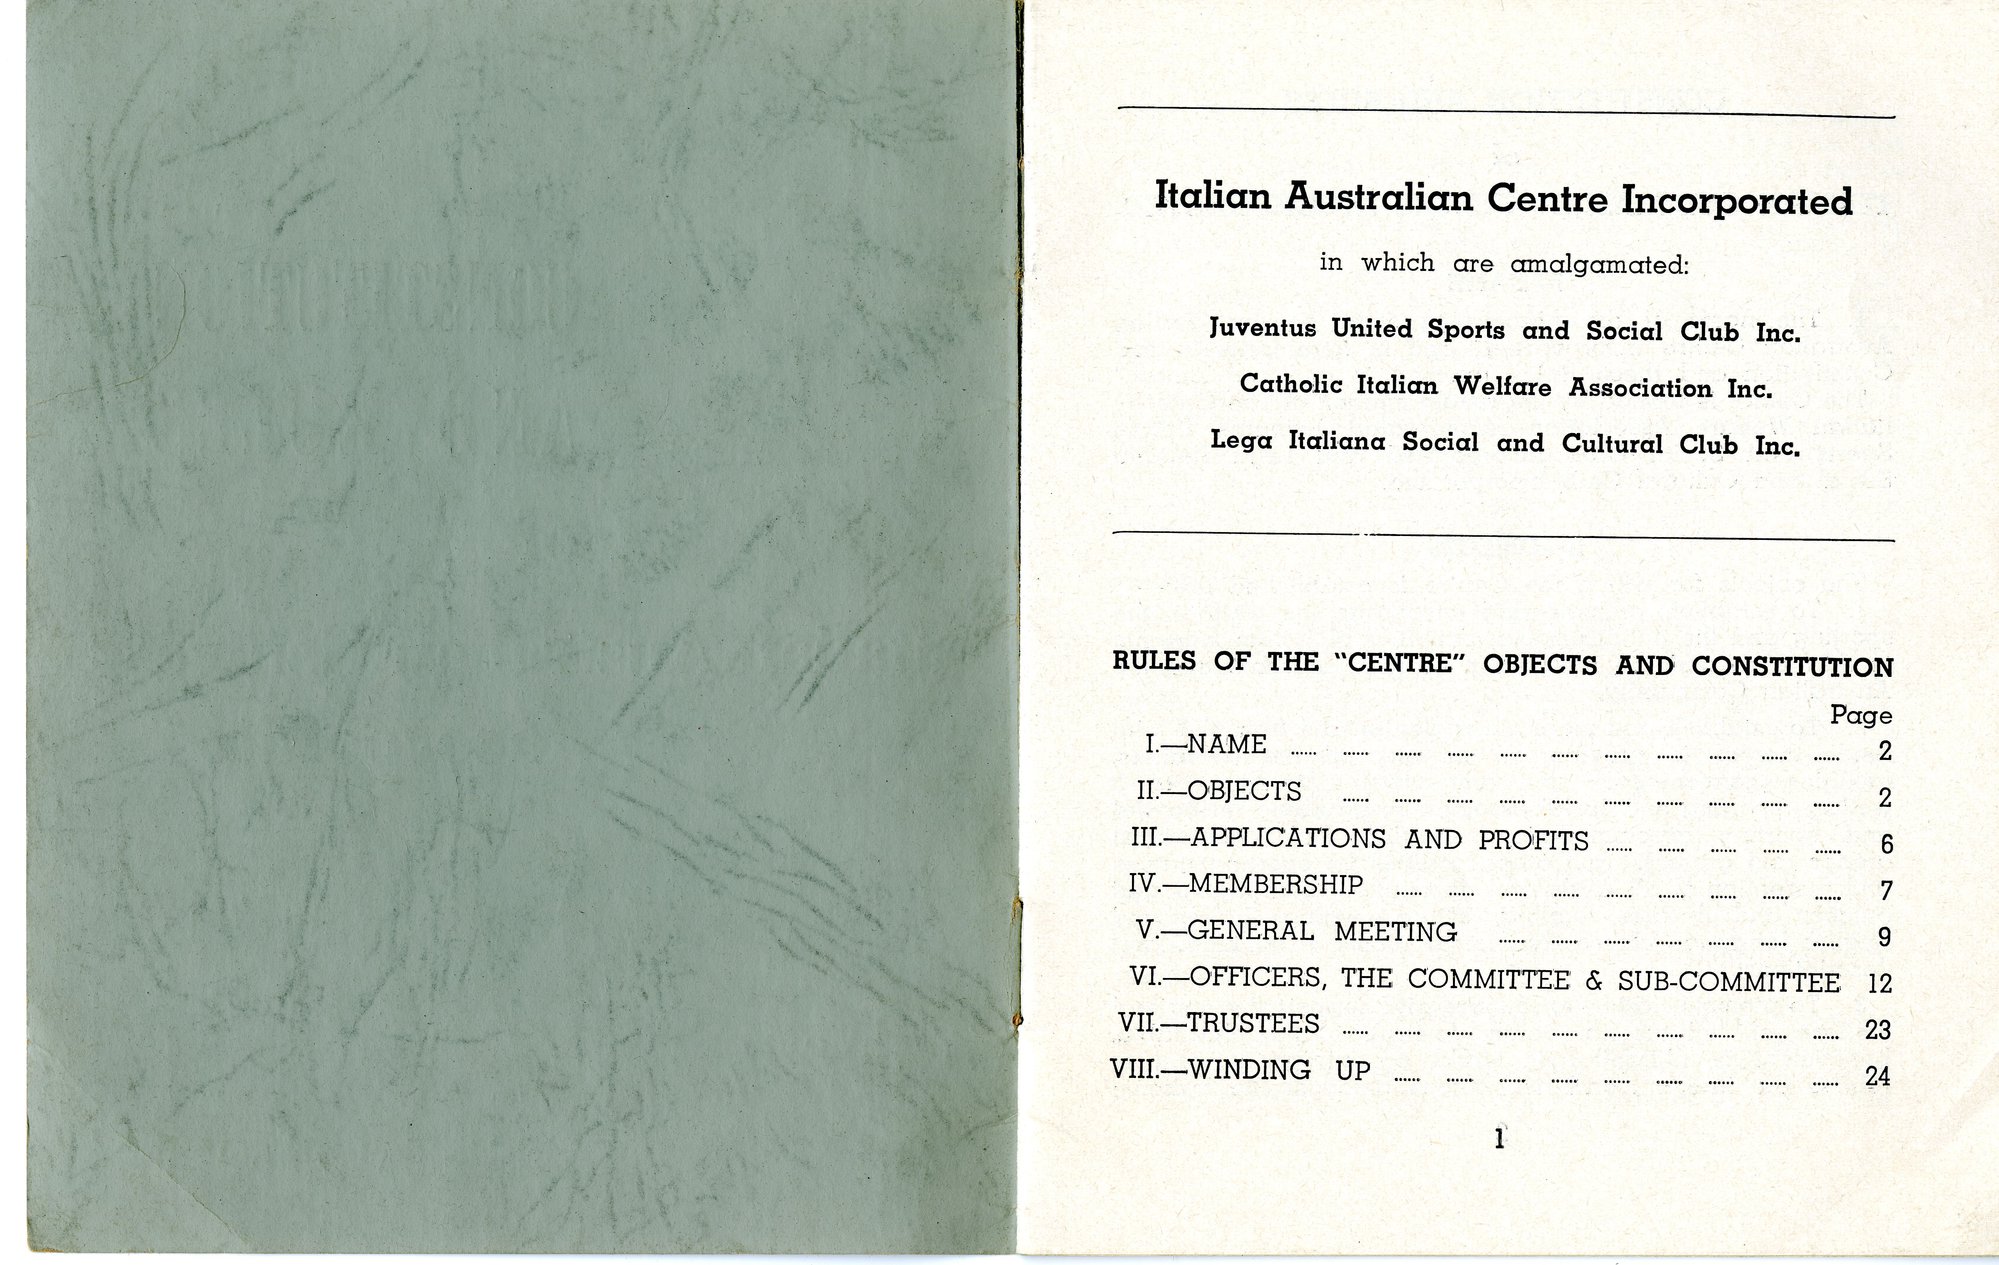 Italian Australian Centre Incorporated
in which are amalgamated:
Juventus United Sports and Social Club Inc.
Catholic Italian Welfare Association Inc.
Lega Italiana Social and Cultural Club Inc.
RULES OF THE "CENTRE" OBJECTS AND CONSTITUTION
Page
I.—NAME ...... ...... ...... ...... ...... ...... ...... ...... ...... ...... ...... 2
II.—OBJECTS ...... ...... ...... ...... ...... ...... ...... ...... ...... ...... 2
III.—APPLICATIONS AND PROFITS ...... ...... ...... ...... ...... 6
IV.—MEMBERSHIP ...... ...... ...... ...... ...... ...... ...... ...... ...... 7
V.—GENERAL MEETING ...... ...... ...... ...... ...... ...... ...... 9
VI.—OFFICERS, THE COMMITTEE & SUB-COMMITTEE 12
VII.—TRUSTEES ...... ...... ...... ...... ...... ...... ...... ...... ...... ...... 23
VIII.—WINDING UP ...... ...... ...... ...... ...... ...... ...... ...... ...... 24
1